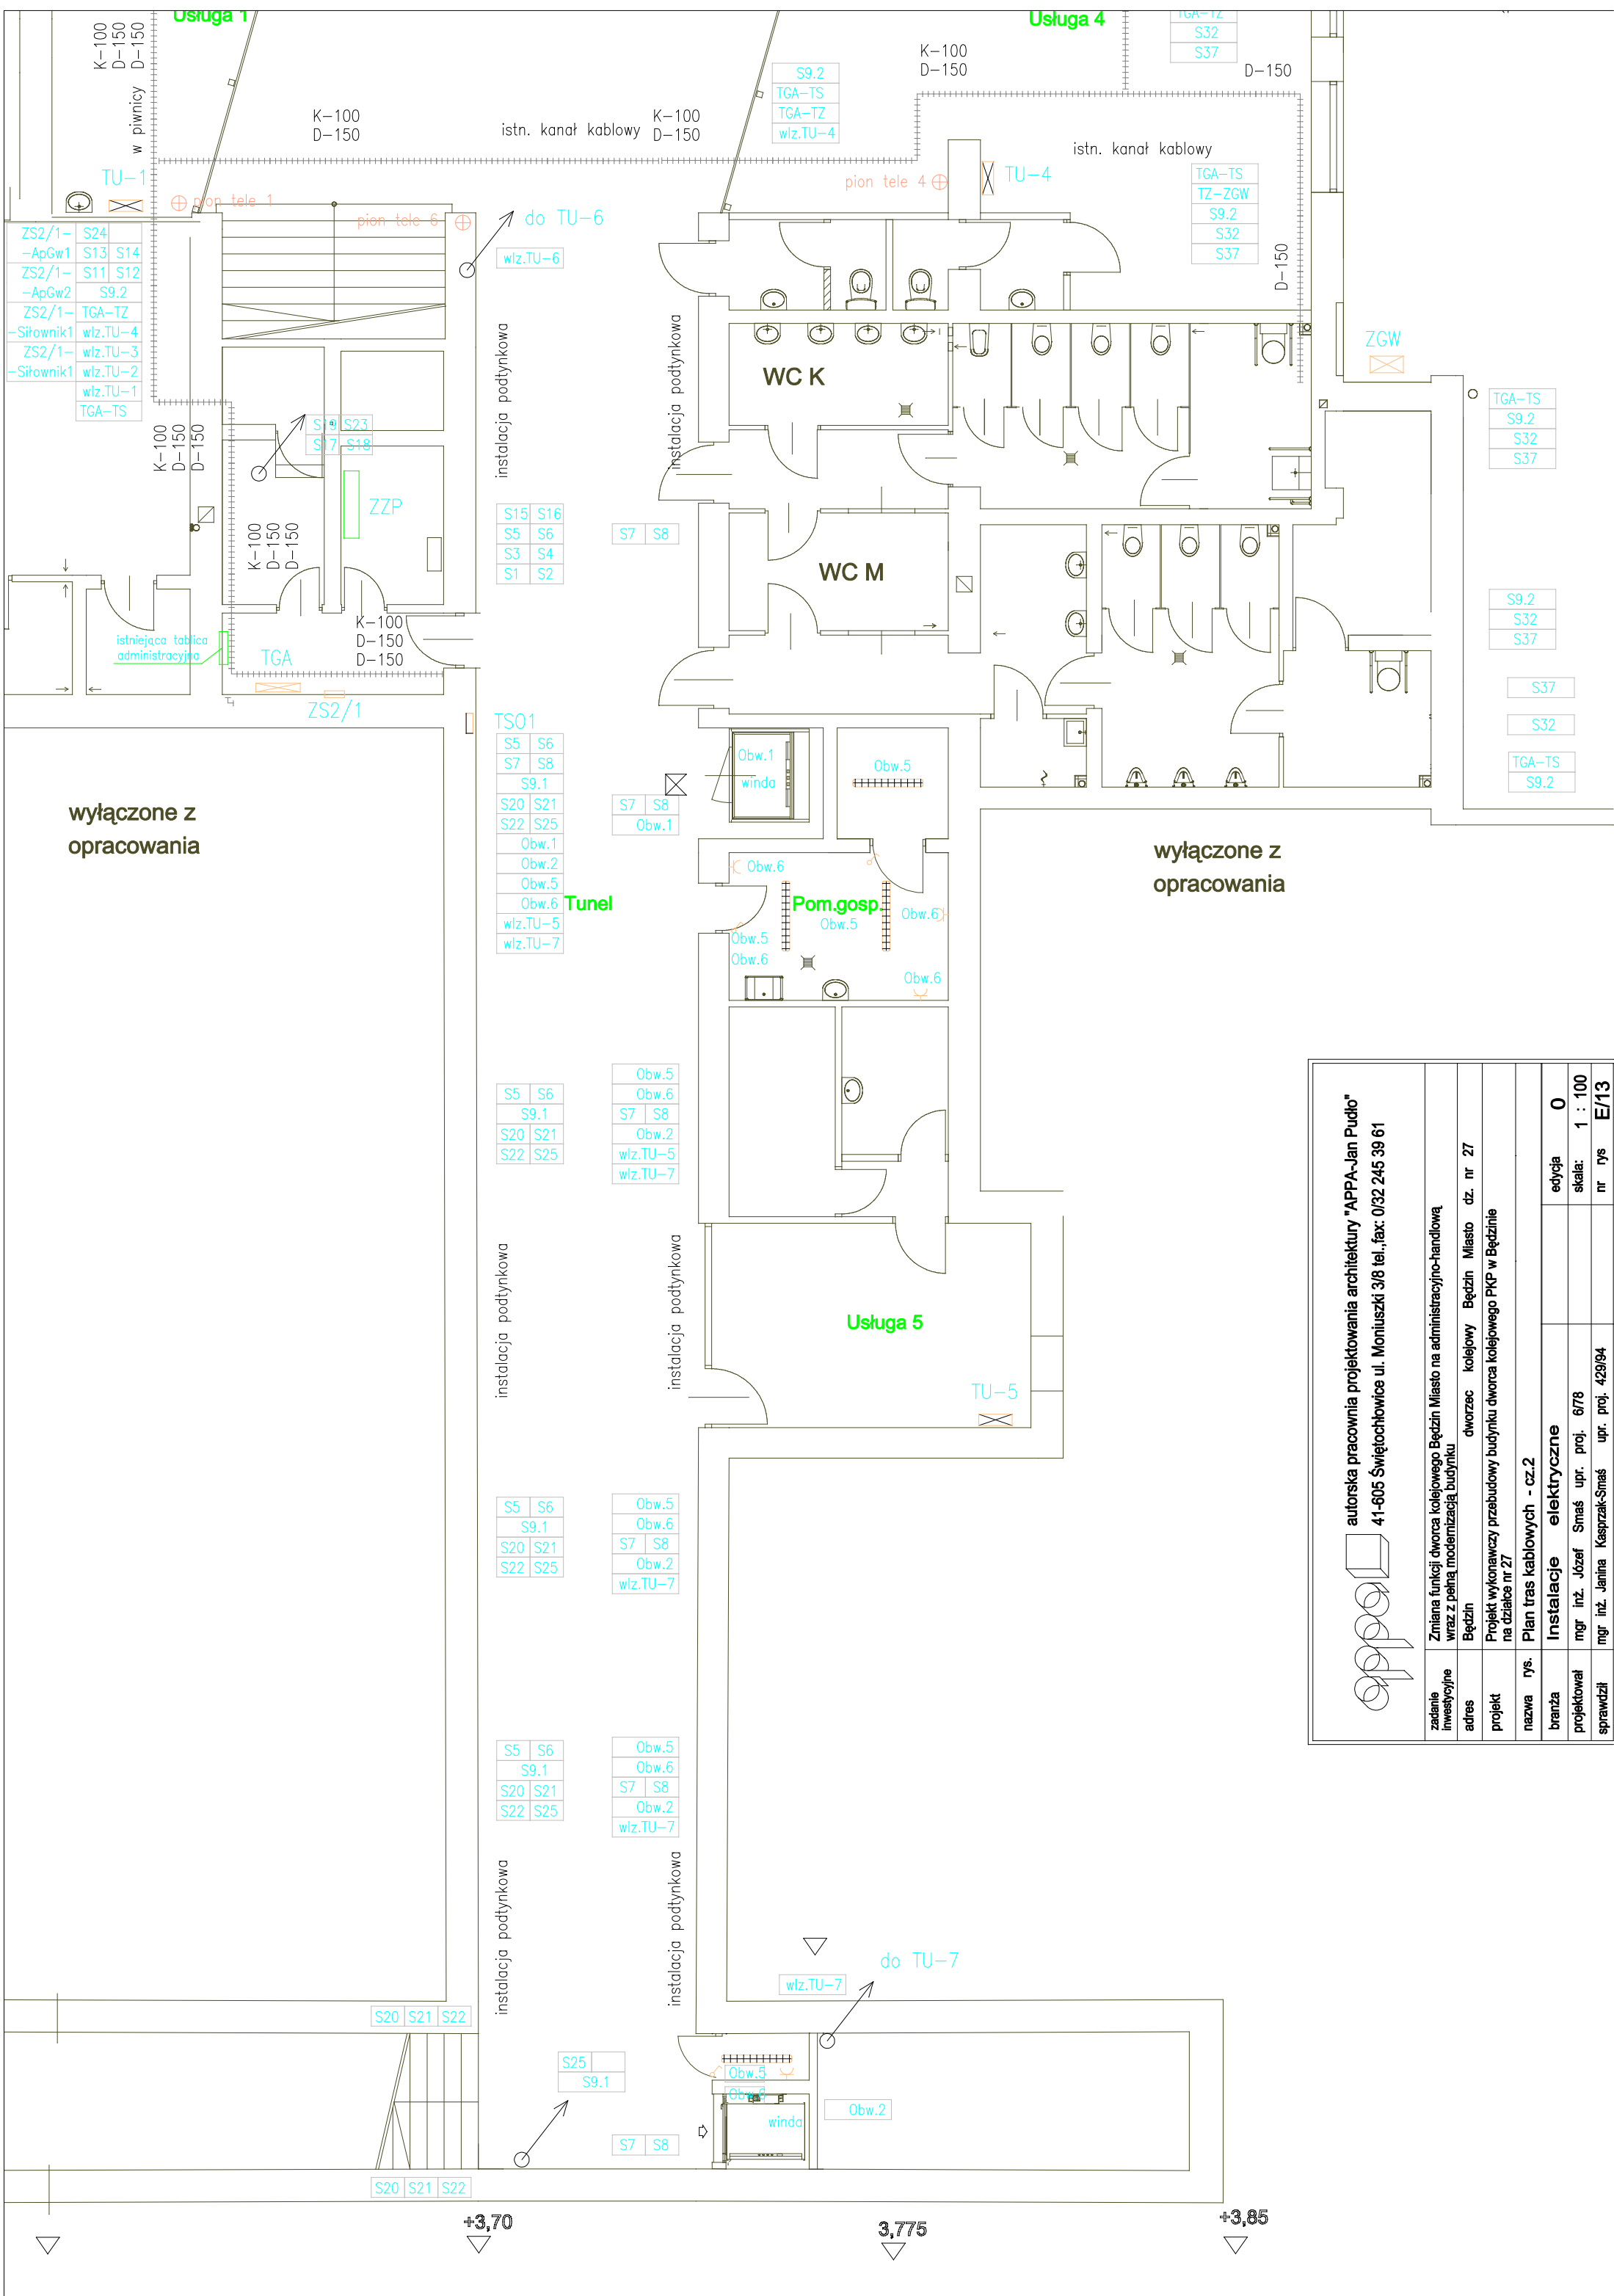 Usługa 1
Usługa 4
K-100
D-150
D-150
w piwnicy
K-100
D-150
istn. kanał kablowy
K-100
D-150
S9.2
TGA-TS
TGA-TZ
wlz.TU-4
K-100
D-150
TGA-TZ
S32
S37
D-150
istn. kanał kablowy
TU-1
pion tele 1
pion tele 6
do TU-6
wlz.TU-6
pion tele 4
TU-4
TGA-TS
TZ-ZGW
S9.2
S32
S37
D-150
ZS2/1- S24
-ApGw1 S13 S14
ZS2/1- S11 S12
-ApGw2 S9.2
ZS2/1- TGA-TZ
-Siłownik1 wlz.TU-4
ZS2/1- wlz.TU-3
-Siłownik1 wlz.TU-2
wlz.TU-1
TGA-TS
instalacja podtynkowa
instalacja podtynkowa
WC K
ZGW
TGA-TS
S9.2
S32
S37
K-100
D-150
D-150
S19 S23
S17 S18
ZZP
K-100
D-150
D-150
S15 S16
S5 S6
S3 S4
S1 S2
S7 S8
WC M
S9.2
S32
S37
istniejąca tablica
administracyjna
TGA
K-100
D-150
D-150
ZS2/1
S37
S32
TGA-TS
S9.2
TSO1
S5 S6
S7 S8
S9.1
S20 S21
S22 S25
Obw.1
Obw.2
Obw.5
Obw.6
wlz.TU-5
wlz.TU-7
Tunel
S7 S8
Obw.1
Obw.1
winda
Obw.5
wyłączone z
opracowania
wyłączone z
opracowania
Obw.6
Pom.gosp.
Obw.5
Obw.6
Obw.5
Obw.6
Obw.6
S5 S6
S9.1
S20 S21
S22 S25
Obw.5
Obw.6
S7 S8
Obw.2
wlz.TU-5
wlz.TU-7
instalacja podtynkowa
instalacja podtynkowa
Usługa 5
TU-5
S5 S6
S9.1
S20 S21
S22 S25
Obw.5
Obw.6
S7 S8
Obw.2
wlz.TU-7
S5 S6
S9.1
S20 S21
S22 S25
Obw.5
Obw.6
S7 S8
Obw.2
wlz.TU-7
instalacja podtynkowa
instalacja podtynkowa
do TU-7
wlz.TU-7
S20 S21 S22
S25
S9.1
Obw.5
Obw.6
winda
Obw.2
S7 S8
S20 S21 S22
+3,70
3,775
+3,85
appa
autorska pracownia projektowania architektury "APPA-Jan Pudło"
41-605 Świętochłowice ul. Moniuszki 3/8 tel.,fax: 0/32 245 39 61
zadanie inwestycyjne
Zmiana funkcji dworca kolejowego Będzin Miasto na administracyjno-handlową
wraz z pełną modernizacją budynku
adres Będzin dworzec kolejowy Będzin Miasto dz. nr 27
projekt Projekt wykonawczy przebudowy budynku dworca kolejowego PKP w Będzinie
na działce nr 27
nazwa rys. Plan tras kablowych - cz.2
branża Instalacje elektryczne edycja 0
projektował mgr inż. Józef Smaś upr. proj. 6/78 skala: 1 : 100
sprawdził mgr inż. Janina Kasprzak-Smaś upr. proj. 429/94 nr rys E/13